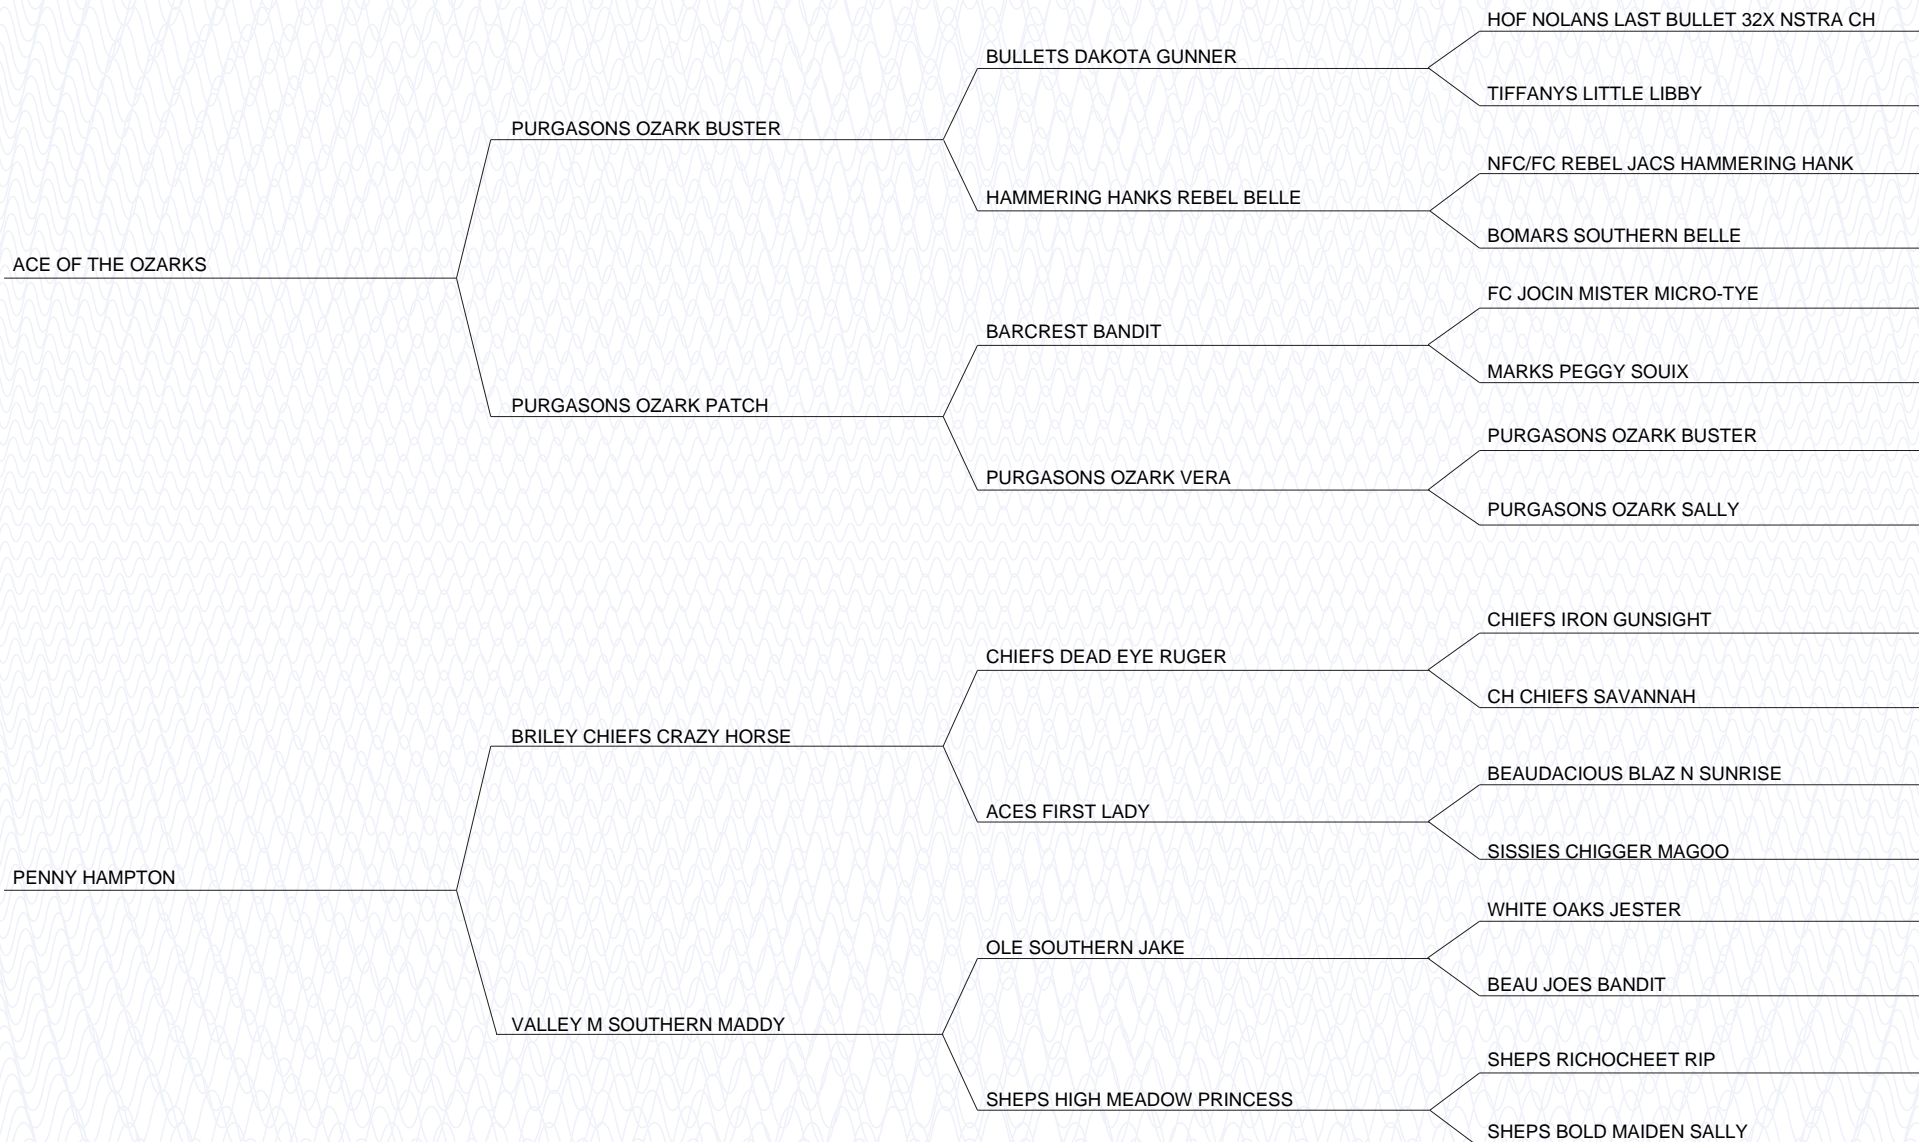 HOF NOLANS LAST BULLET 32X NSTRA CH
BULLETS DAKOTA GUNNER
TIFFANYS LITTLE LIBBY
PURGASONS OZARK BUSTER
NFC/FC REBEL JACS HAMMERING HANK
HAMMERING HANKS REBEL BELLE
BOMARS SOUTHERN BELLE
ACE OF THE OZARKS
FC JOCIN MISTER MICRO-TYE
BARCREST BANDIT
MARKS PEGGY SOUIX
PURGASONS OZARK PATCH
PURGASONS OZARK BUSTER
PURGASONS OZARK VERA
PURGASONS OZARK SALLY
CHIEFS IRON GUNSIGHT
CHIEFS DEAD EYE RUGER
CH CHIEFS SAVANNAH
BRILEY CHIEFS CRAZY HORSE
BEAUDACIOUS BLAZ N SUNRISE
ACES FIRST LADY
SISSIES CHIGGER MAGOO
PENNY HAMPTON
WHITE OAKS JESTER
OLE SOUTHERN JAKE
BEAU JOES BANDIT
VALLEY M SOUTHERN MADDY
SHEPS RICHOCHEET RIP
SHEPS HIGH MEADOW PRINCESS
SHEPS BOLD MAIDEN SALLY